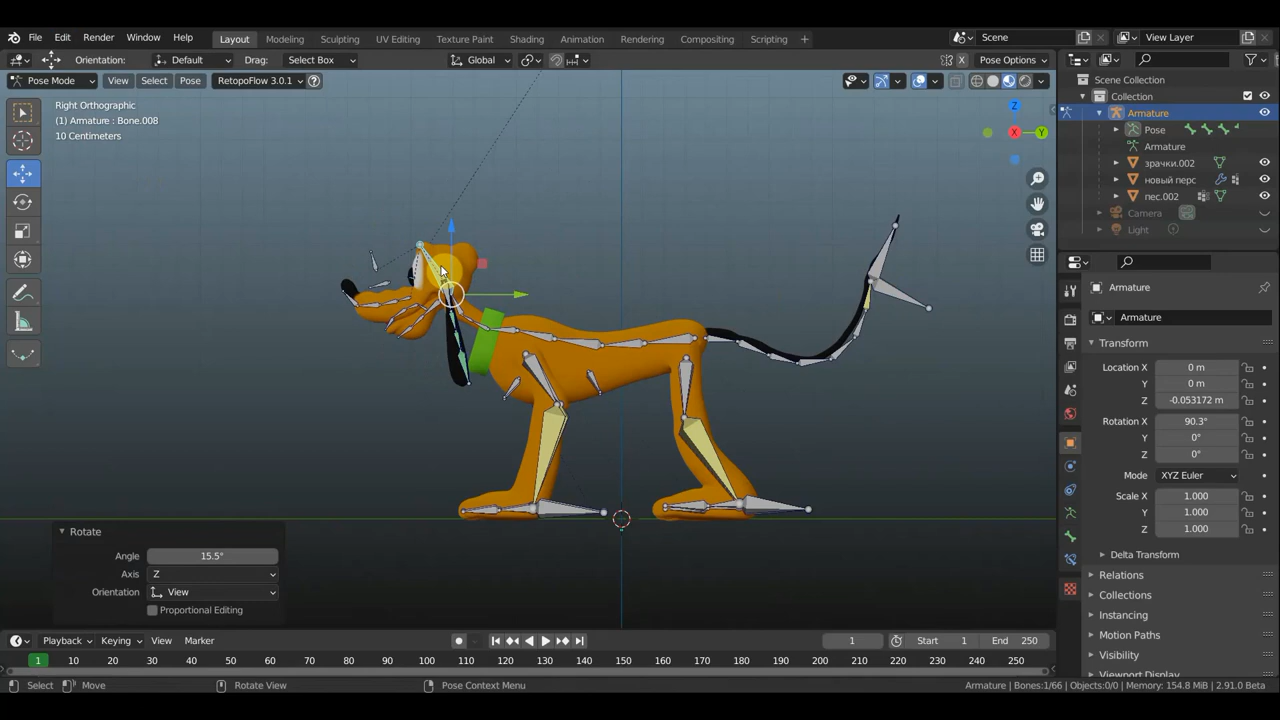 File Edit Render Window Help Layout Modeling Sculpting UV Editing Texture Paint Shading Animation Rendering Compositing Scripting + Scene View Layer
Orientation: Default Drag: Select Box Global Pose Options
Pose Mode View Select Pose RetopoFlow 3.0.1
Right Orthographic
(1) Armature : Bone.008
10 Centimeters
Z
X
Y
Scene Collection
Collection
Armature
Pose
Armature
зрачки.002
новый перс
пес.002
Camera
Light
Armature
Armature
Transform
Location X 0 m
Y 0 m
Z -0.053172 m
Rotation X 90.3°
Y 0°
Z 0°
Mode XYZ Euler
Scale X 1.000
Y 1.000
Z 1.000
Delta Transform
Relations
Collections
Instancing
Motion Paths
Visibility
Viewport Display
Rotate
Angle 15.5°
Axis Z
Orientation View
Proportional Editing
Playback Keying View Marker 1 Start 1 End 250
1 10 20 30 40 50 60 70 80 90 100 110 120 130 140 150 160 170 180 190 200 210 220 230 240 250
Select Move Rotate View Pose Context Menu Armature | Bones:1/66 | Objects:0/0 | Memory: 154.8 MiB | 2.91.0 Beta